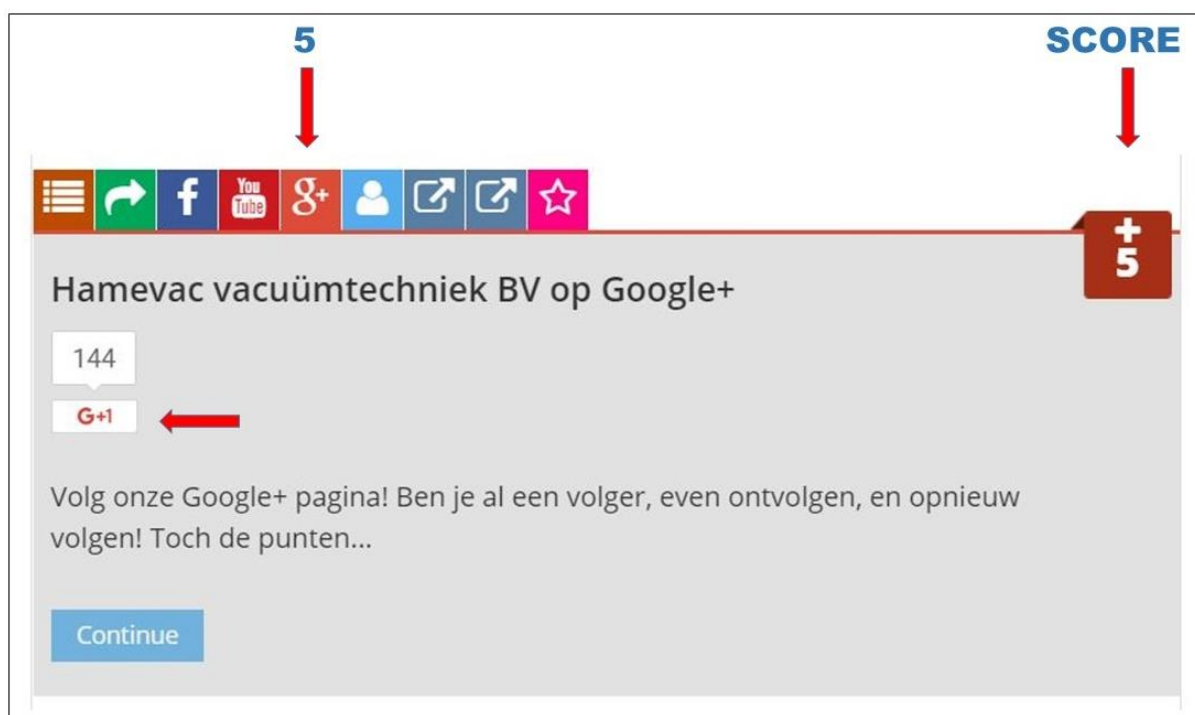 5 SCORE
You
Tube
g+
+
5
Hamevac vacuümtechniek BV op Google+
144
G+1
Volg onze Google+ pagina! Ben je al een volger, even ontvolgen, en opnieuw
volgen! Toch de punten...
Continue